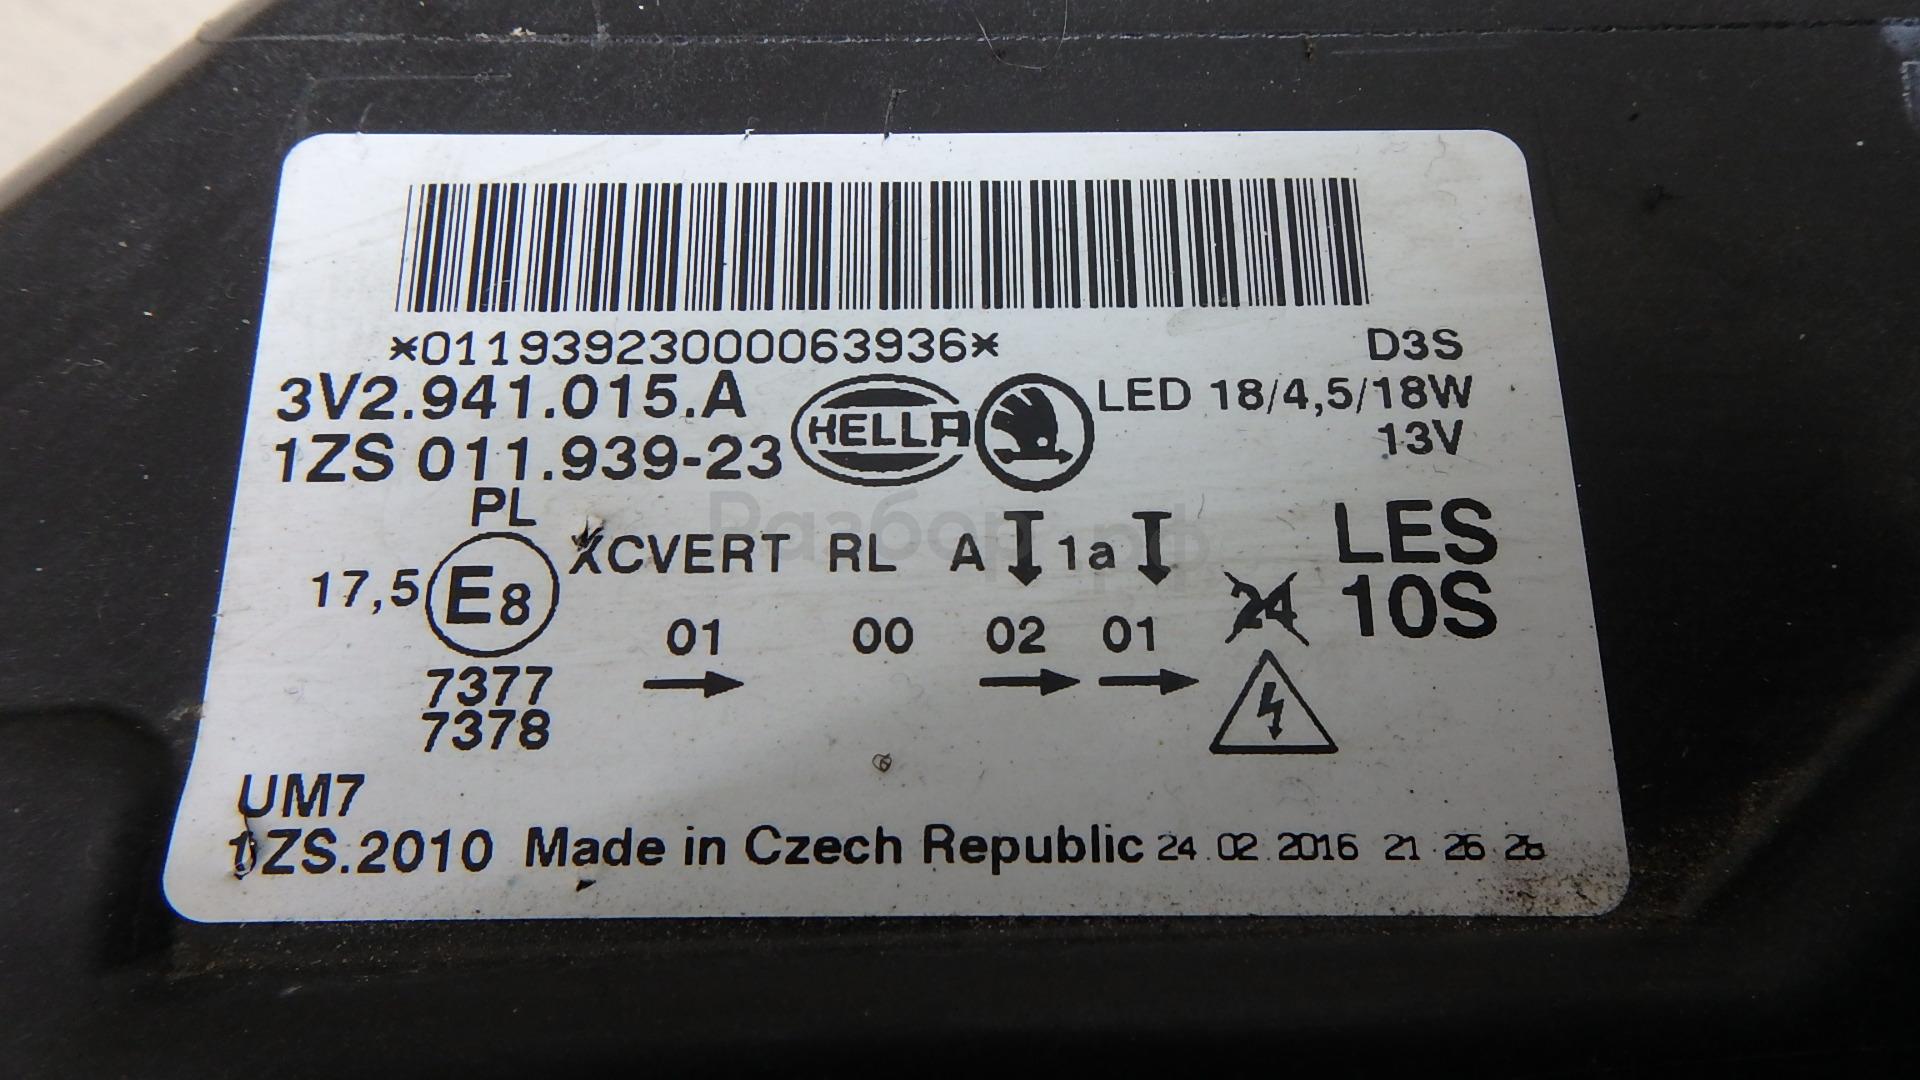 *01193923000063936*
D3S
3V2.941.015.A
HELLA
LED 18/4,5/18W
1ZS 011.939-23
13V
PL
XCVERT RL A 1a
LES
17,5 E8
24
10S
01 00 02 01
7377
7378
UM7
1ZS.2010 Made in Czech Republic 24.02.2016 21 26
Разбор.рф